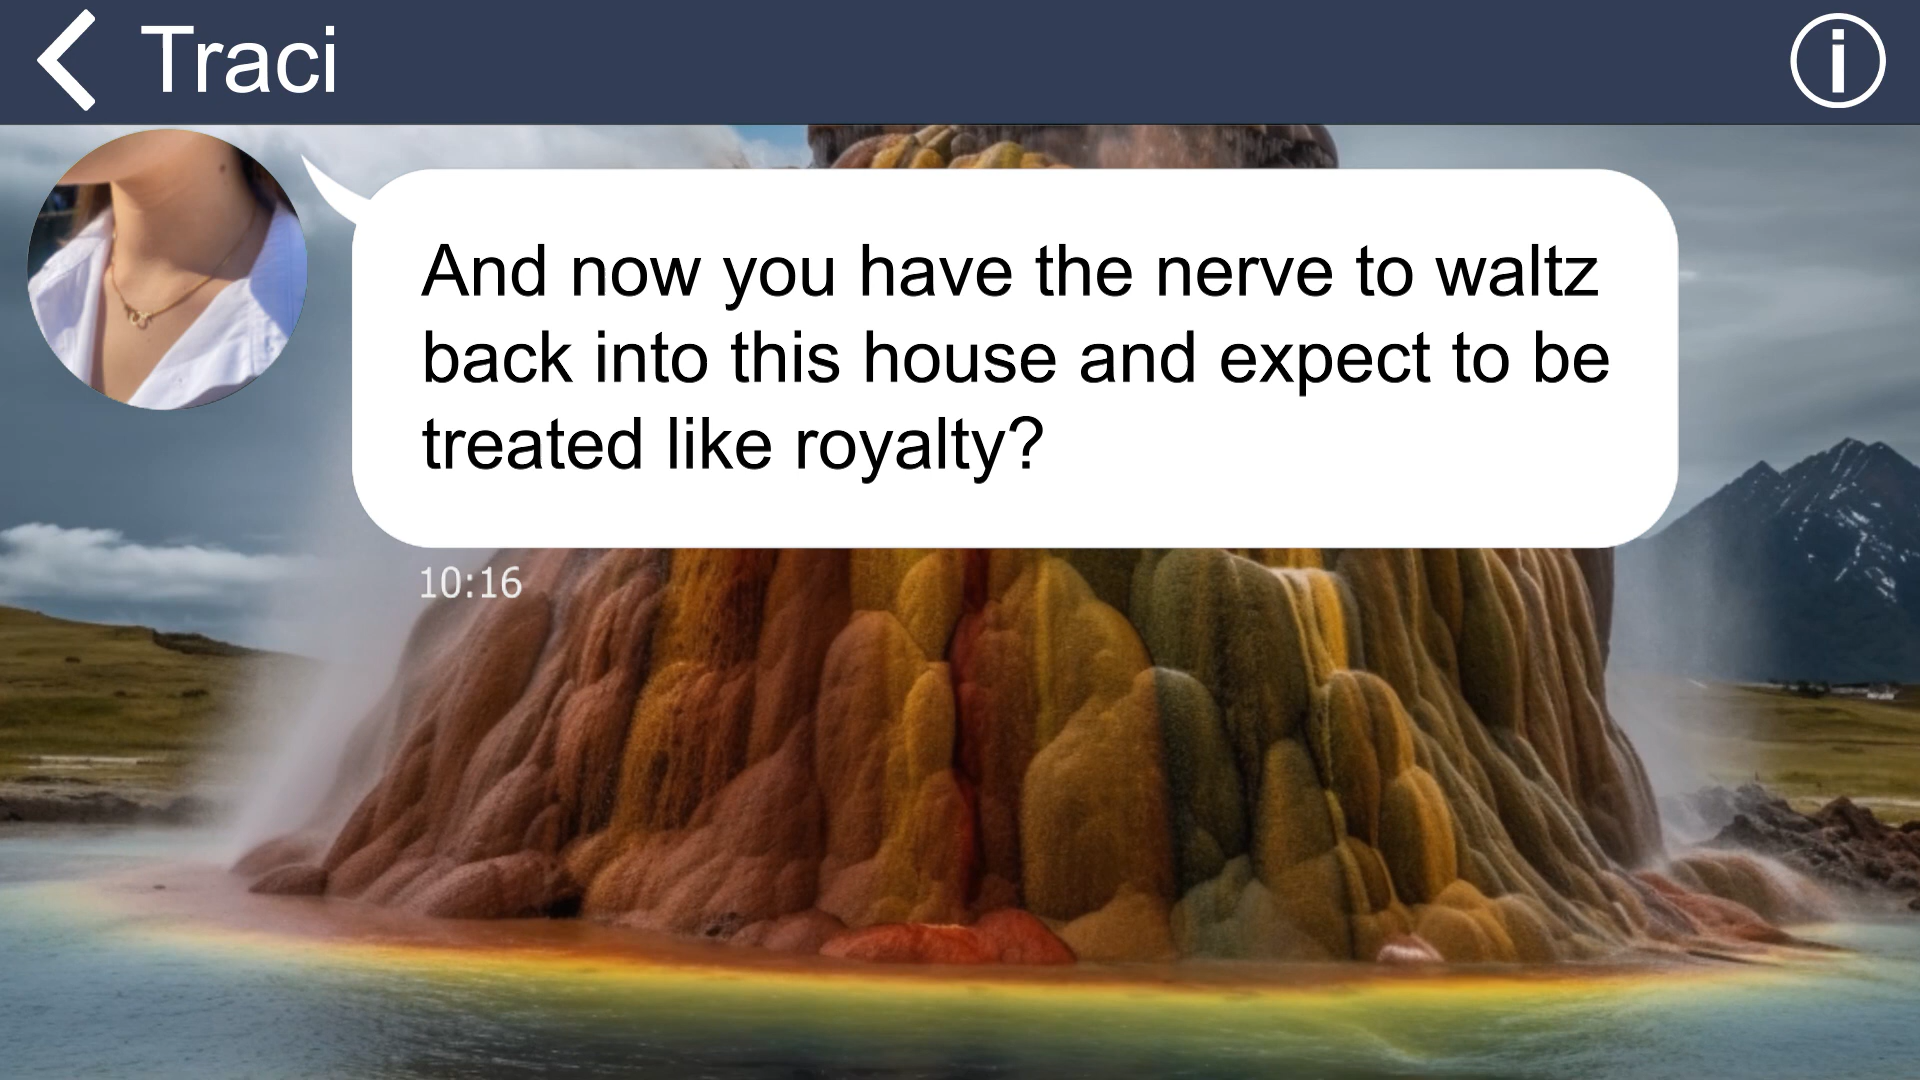 Traci
And now you have the nerve to waltz
back into this house and expect to be
treated like royalty?
10:16